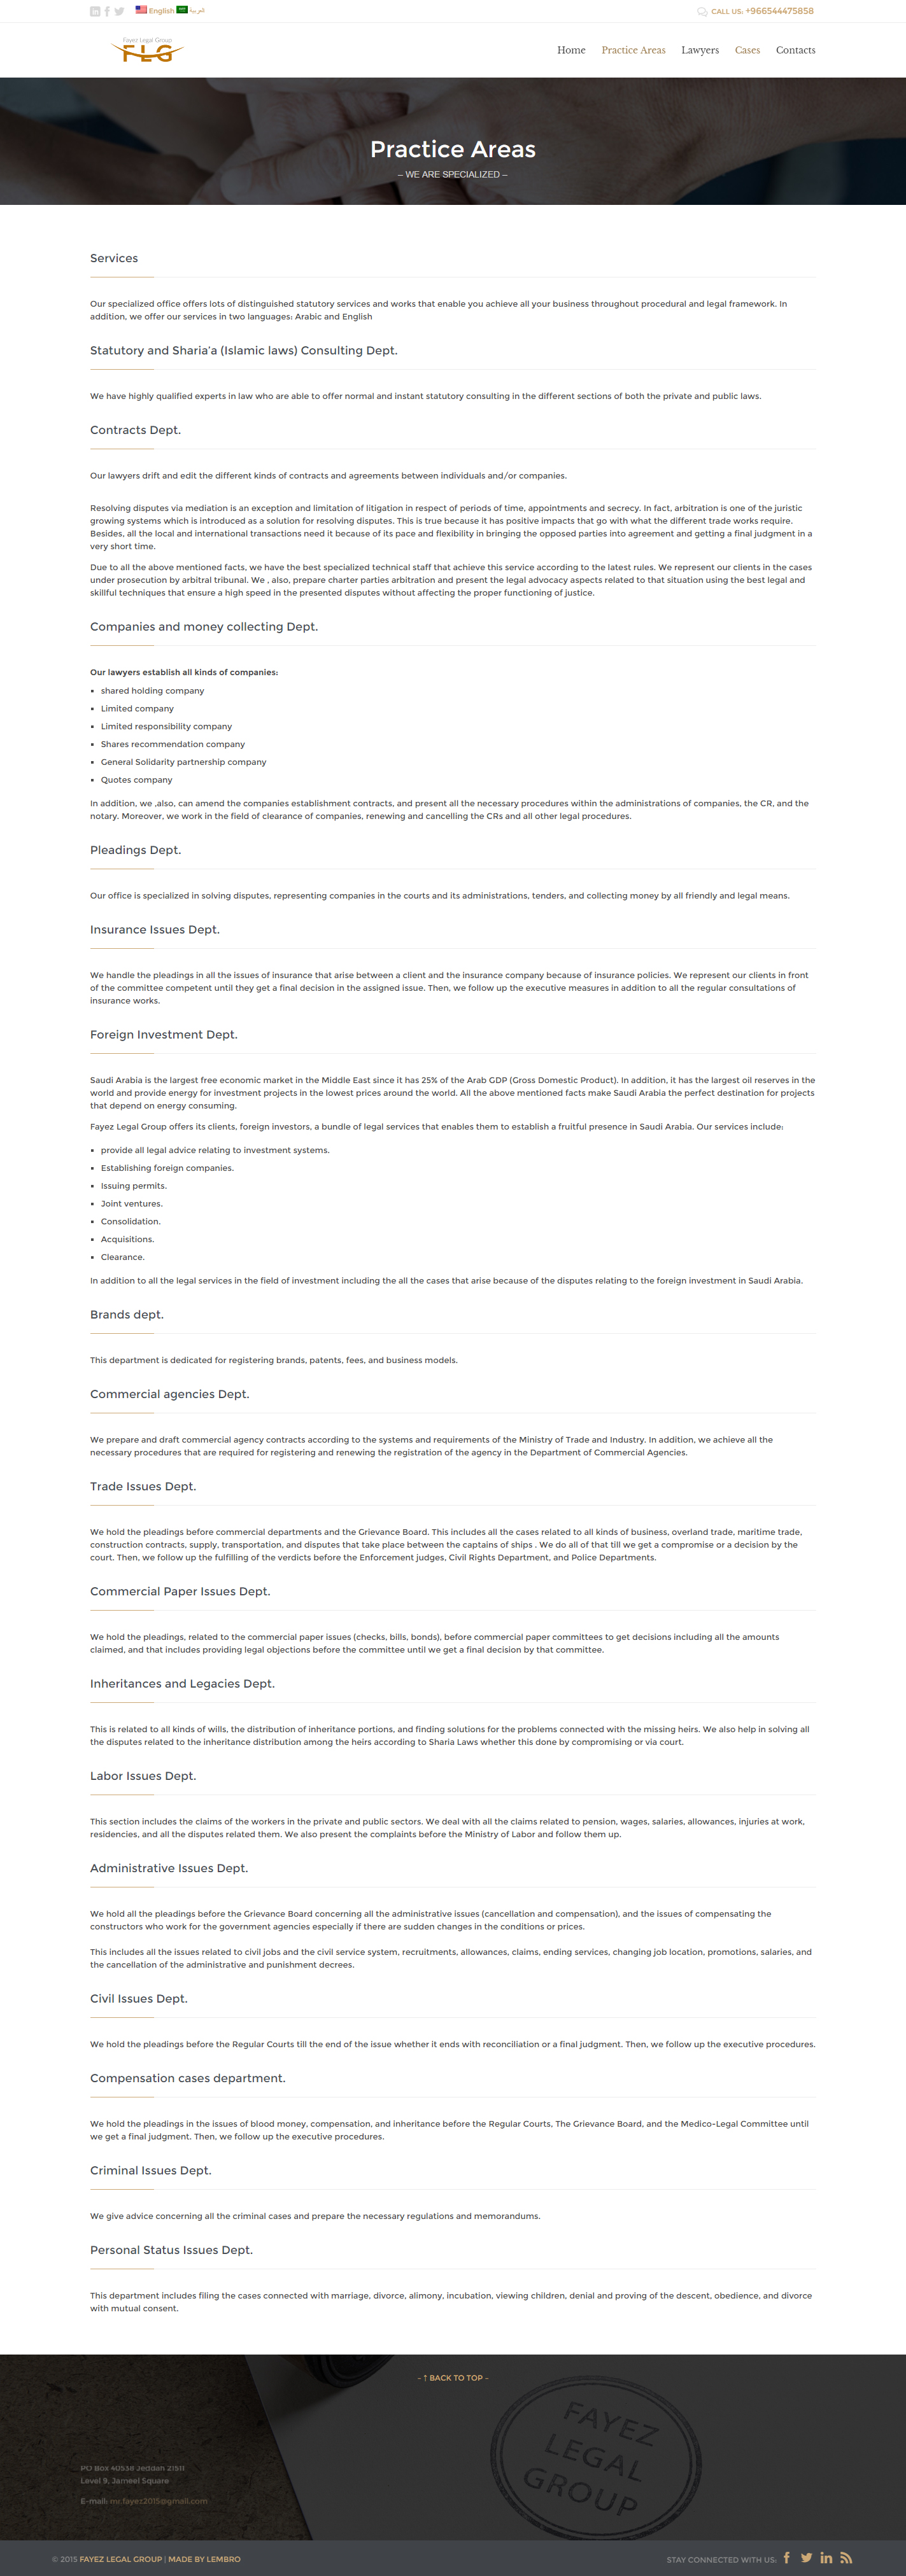 English عربية
CALL US: +966544475858
Fayez Legal Group
FLG
Home Practice Areas Lawyers Cases Contacts
Practice Areas
– WE ARE SPECIALIZED –
Services
Our specialized office offers lots of distinguished statutory services and works that enable you achieve all your business throughout procedural and legal framework. In
addition, we offer our services in two languages: Arabic and English
Statutory and Sharia'a (Islamic laws) Consulting Dept.
We have highly qualified experts in law who are able to offer normal and instant statutory consulting in the different sections of both the private and public laws.
Contracts Dept.
Our lawyers drift and edit the different kinds of contracts and agreements between individuals and/or companies.
Resolving disputes via mediation is an exception and limitation of litigation in respect of periods of time, appointments and secrecy. In fact, arbitration is one of the juristic
growing systems which is introduced as a solution for resolving disputes. This is true because it has positive impacts that go with what the different trade works require.
Besides, all the local and international transactions need it because of its pace and flexibility in bringing the opposed parties into agreement and getting a final judgment in a
very short time.
Due to all the above mentioned facts, we have the best specialized technical staff that achieve this service according to the latest rules. We represent our clients in the cases
under prosecution by arbitral tribunal. We , also, prepare charter parties arbitration and present the legal advocacy aspects related to that situation using the best legal and
skillful techniques that ensure a high speed in the presented disputes without affecting the proper functioning of justice.
Companies and money collecting Dept.
Our lawyers establish all kinds of companies:
shared holding company
Limited company
Limited responsibility company
Shares recommendation company
General Solidarity partnership company
Quotes company
In addition, we ,also, can amend the companies establishment contracts, and present all the necessary procedures within the administrations of companies, the CR, and the
notary. Moreover, we work in the field of clearance of companies, renewing and cancelling the CRs and all other legal procedures.
Pleadings Dept.
Our office is specialized in solving disputes, representing companies in the courts and its administrations, tenders, and collecting money by all friendly and legal means.
Insurance Issues Dept.
We handle the pleadings in all the issues of insurance that arise between a client and the insurance company because of insurance policies. We represent our clients in front
of the committee competent until they get a final decision in the assigned issue. Then, we follow up the executive measures in addition to all the regular consultations of
insurance works.
Foreign Investment Dept.
Saudi Arabia is the largest free economic market in the Middle East since it has 25% of the Arab GDP (Gross Domestic Product). In addition, it has the largest oil reserves in the
world and provide energy for investment projects in the lowest prices around the world. All the above mentioned facts make Saudi Arabia the perfect destination for projects
that depend on energy consuming.
Fayez Legal Group offers its clients, foreign investors, a bundle of legal services that enables them to establish a fruitful presence in Saudi Arabia. Our services include:
provide all legal advice relating to investment systems.
Establishing foreign companies.
Issuing permits.
Joint ventures.
Consolidation.
Acquisitions.
Clearance.
In addition to all the legal services in the field of investment including the all the cases that arise because of the disputes relating to the foreign investment in Saudi Arabia.
Brands dept.
This department is dedicated for registering brands, patents, fees, and business models.
Commercial agencies Dept.
We prepare and draft commercial agency contracts according to the systems and requirements of the Ministry of Trade and Industry. In addition, we achieve all the
necessary procedures that are required for registering and renewing the registration of the agency in the Department of Commercial Agencies.
Trade Issues Dept.
We hold the pleadings before commercial departments and the Grievance Board. This includes all the cases related to all kinds of business, overland trade, maritime trade,
construction contracts, supply, transportation, and disputes that take place between the captains of ships . We do all of that till we get a compromise or a decision by the
court. Then, we follow up the fulfilling of the verdicts before the Enforcement judges, Civil Rights Department, and Police Departments.
Commercial Paper Issues Dept.
We hold the pleadings, related to the commercial paper issues (checks, bills, bonds), before commercial paper committees to get decisions including all the amounts
claimed, and that includes providing legal objections before the committee until we get a final decision by that committee.
Inheritances and Legacies Dept.
This is related to all kinds of wills, the distribution of inheritance portions, and finding solutions for the problems connected with the missing heirs. We also help in solving all
the disputes related to the inheritance distribution among the heirs according to Sharia Laws whether this done by compromising or via court.
Labor Issues Dept.
This section includes the claims of the workers in the private and public sectors. We deal with all the claims related to pension, wages, salaries, allowances, injuries at work,
residencies, and all the disputes related them. We also present the complaints before the Ministry of Labor and follow them up.
Administrative Issues Dept.
We hold all the pleadings before the Grievance Board concerning all the administrative issues (cancellation and compensation), and the issues of compensating the
constructors who work for the government agencies especially if there are sudden changes in the conditions or prices.
This includes all the issues related to civil jobs and the civil service system, recruitments, allowances, claims, ending services, changing job location, promotions, salaries, and
the cancellation of the administrative and punishment decrees.
Civil Issues Dept.
We hold the pleadings before the Regular Courts till the end of the issue whether it ends with reconciliation or a final judgment. Then, we follow up the executive procedures.
Compensation cases department.
We hold the pleadings in the issues of blood money, compensation, and inheritance before the Regular Courts, The Grievance Board, and the Medico-Legal Committee until
we get a final judgment. Then, we follow up the executive procedures.
Criminal Issues Dept.
We give advice concerning all the criminal cases and prepare the necessary regulations and memorandums.
Personal Status Issues Dept.
This department includes filing the cases connected with marriage, divorce, alimony, incubation, viewing children, denial and proving of the descent, obedience, and divorce
with mutual consent.
- ↑ BACK TO TOP -
FAYEZ
LEGAL
GROUP
PO Box 40538 Jeddah 21511
Level 9, Jameel Square
E-mail: mr.fayez2015@gmail.com
© 2015 FAYEZ LEGAL GROUP | MADE BY LEMBRO
STAY CONNECTED WITH US: